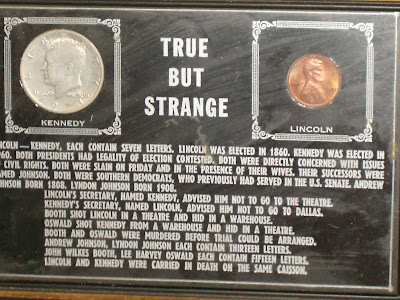 TRUE
BUT
STRANGE
KENNEDY
LINCOLN
NCOLN — KENNEDY, EACH CONTAIN SEVEN LETTERS. LINCOLN WAS ELECTED IN 1860. KENNEDY WAS ELECTED IN
960. BOTH PRESIDENTS HAD LEGALITY OF ELECTION CONTESTED. BOTH WERE DIRECTLY CONCERNED WITH ISSUES
CIVIL RIGHTS. BOTH WERE SLAIN ON FRIDAY AND IN THE PRESENCE OF THEIR WIVES. THEIR SUCCESSORS WERE
AMED JOHNSON. BOTH WERE SOUTHERN DEMOCRATS, WHO PREVIOUSLY HAD SERVED IN THE U.S. SENATE. ANDREW
HNSON BORN 1808. LYNDON JOHNSON BORN 1908.
LINCOLN'S SECRETARY, NAMED KENNEDY, ADVISED HIM NOT TO GO TO THE THEATRE.
KENNEDY'S SECRETARY, NAMED LINCOLN, ADVISED HIM NOT TO GO TO DALLAS.
BOOTH SHOT LINCOLN IN A THEATRE AND HID IN A WAREHOUSE.
OSWALD SHOT KENNEDY FROM A WAREHOUSE AND HID IN A THEATRE.
BOOTH AND OSWALD WERE MURDERED BEFORE TRIAL COULD BE ARRANGED.
ANDREW JOHNSON, LYNDON JOHNSON EACH CONTAIN THIRTEEN LETTERS.
JOHN WILKES BOOTH, LEE HARVEY OSWALD EACH CONTAIN FIFTEEN LETTERS.
LINCOLN AND KENNEDY WERE CARRIED IN DEATH ON THE SAME CAISSON.